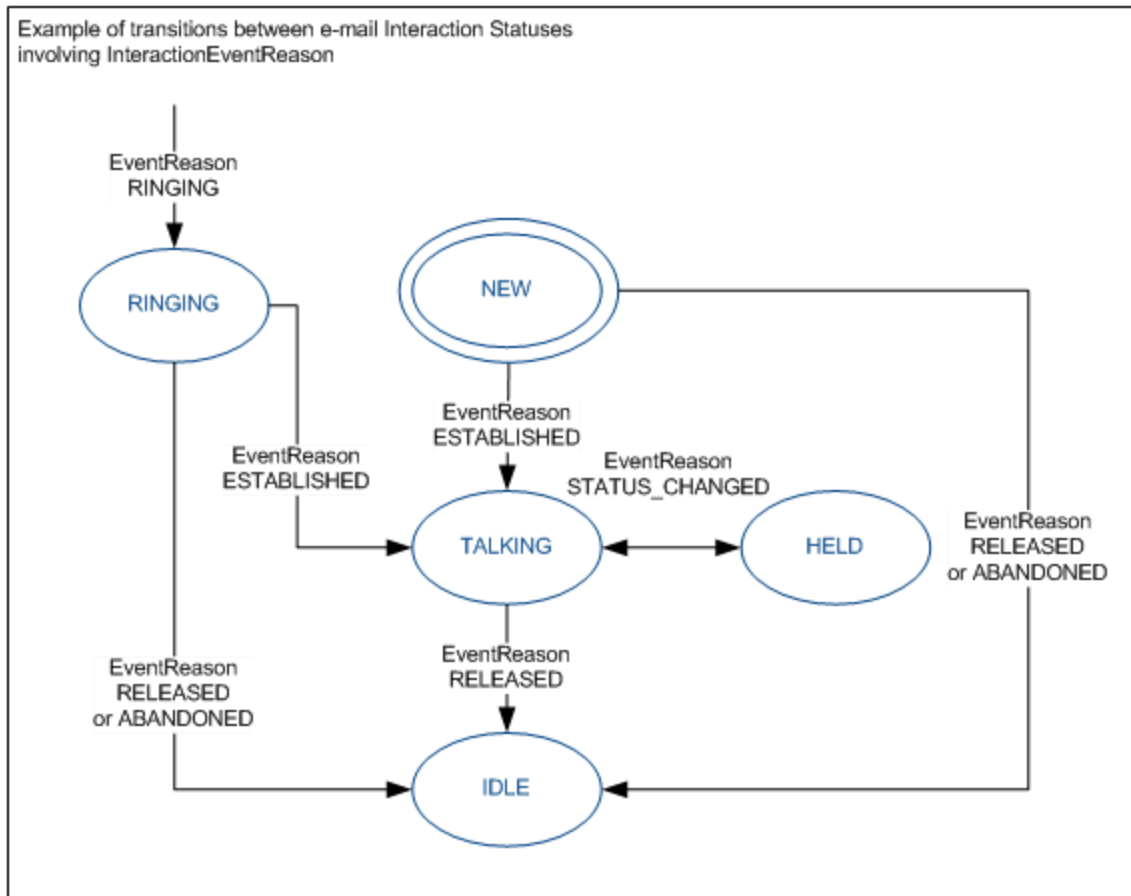 Example of transitions between e-mail Interaction Statuses
involving InteractionEventReason
EventReason
RINGING
RINGING
NEW
EventReason
ESTABLISHED
EventReason
ESTABLISHED
EventReason
STATUS_CHANGED
TALKING
HELD
EventReason
RELEASED
or ABANDONED
EventReason
RELEASED
EventReason
RELEASED
or ABANDONED
IDLE